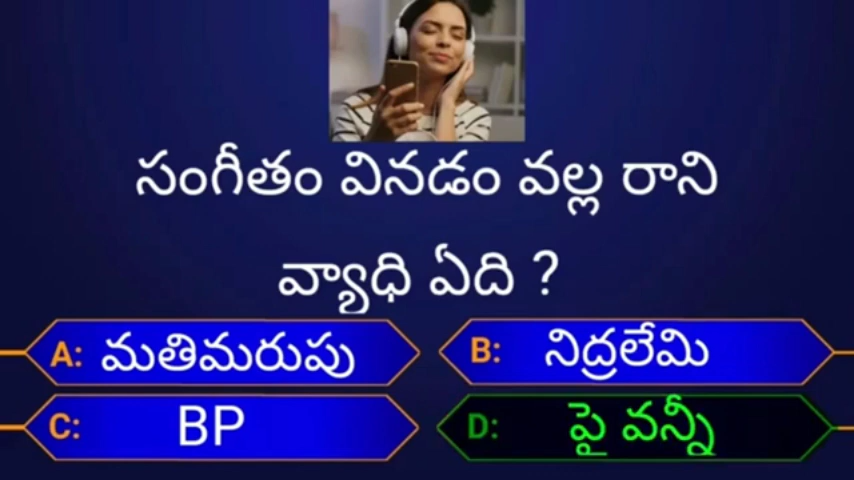 సంగీతం వినడం వల్ల రాని
వ్యాధి ఏది ?
A: మతిమరుపు
B: నిద్రలేమి
C: BP
D: పై వన్నీ